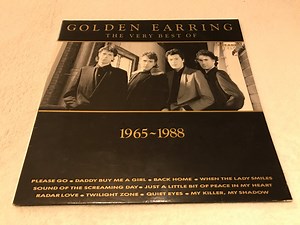 GOLDEN EARRING
THE VERY BEST OF
1965~1988
PLEASE GO • DADDY BUY ME A GIRL • BACK HOME • WHEN THE LADY SMILES
SOUND OF THE SCREAMING DAY • JUST A LITTLE BIT OF PEACE IN MY HEART
RADAR LOVE • TWILIGHT ZONE • QUIET EYES • MY KILLER, MY SHADOW